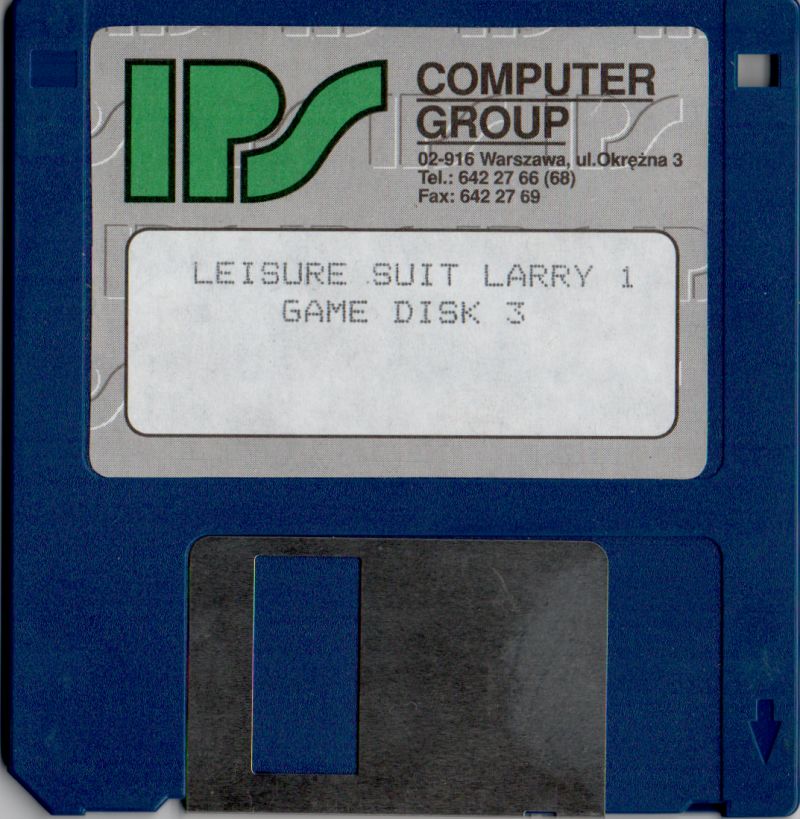 IPS
COMPUTER
GROUP
02-916 Warszawa, ul.Okrężna 3
Tel.: 642 27 66 (68)
Fax: 642 27 69
LEISURE SUIT LARRY 1
GAME DISK 3